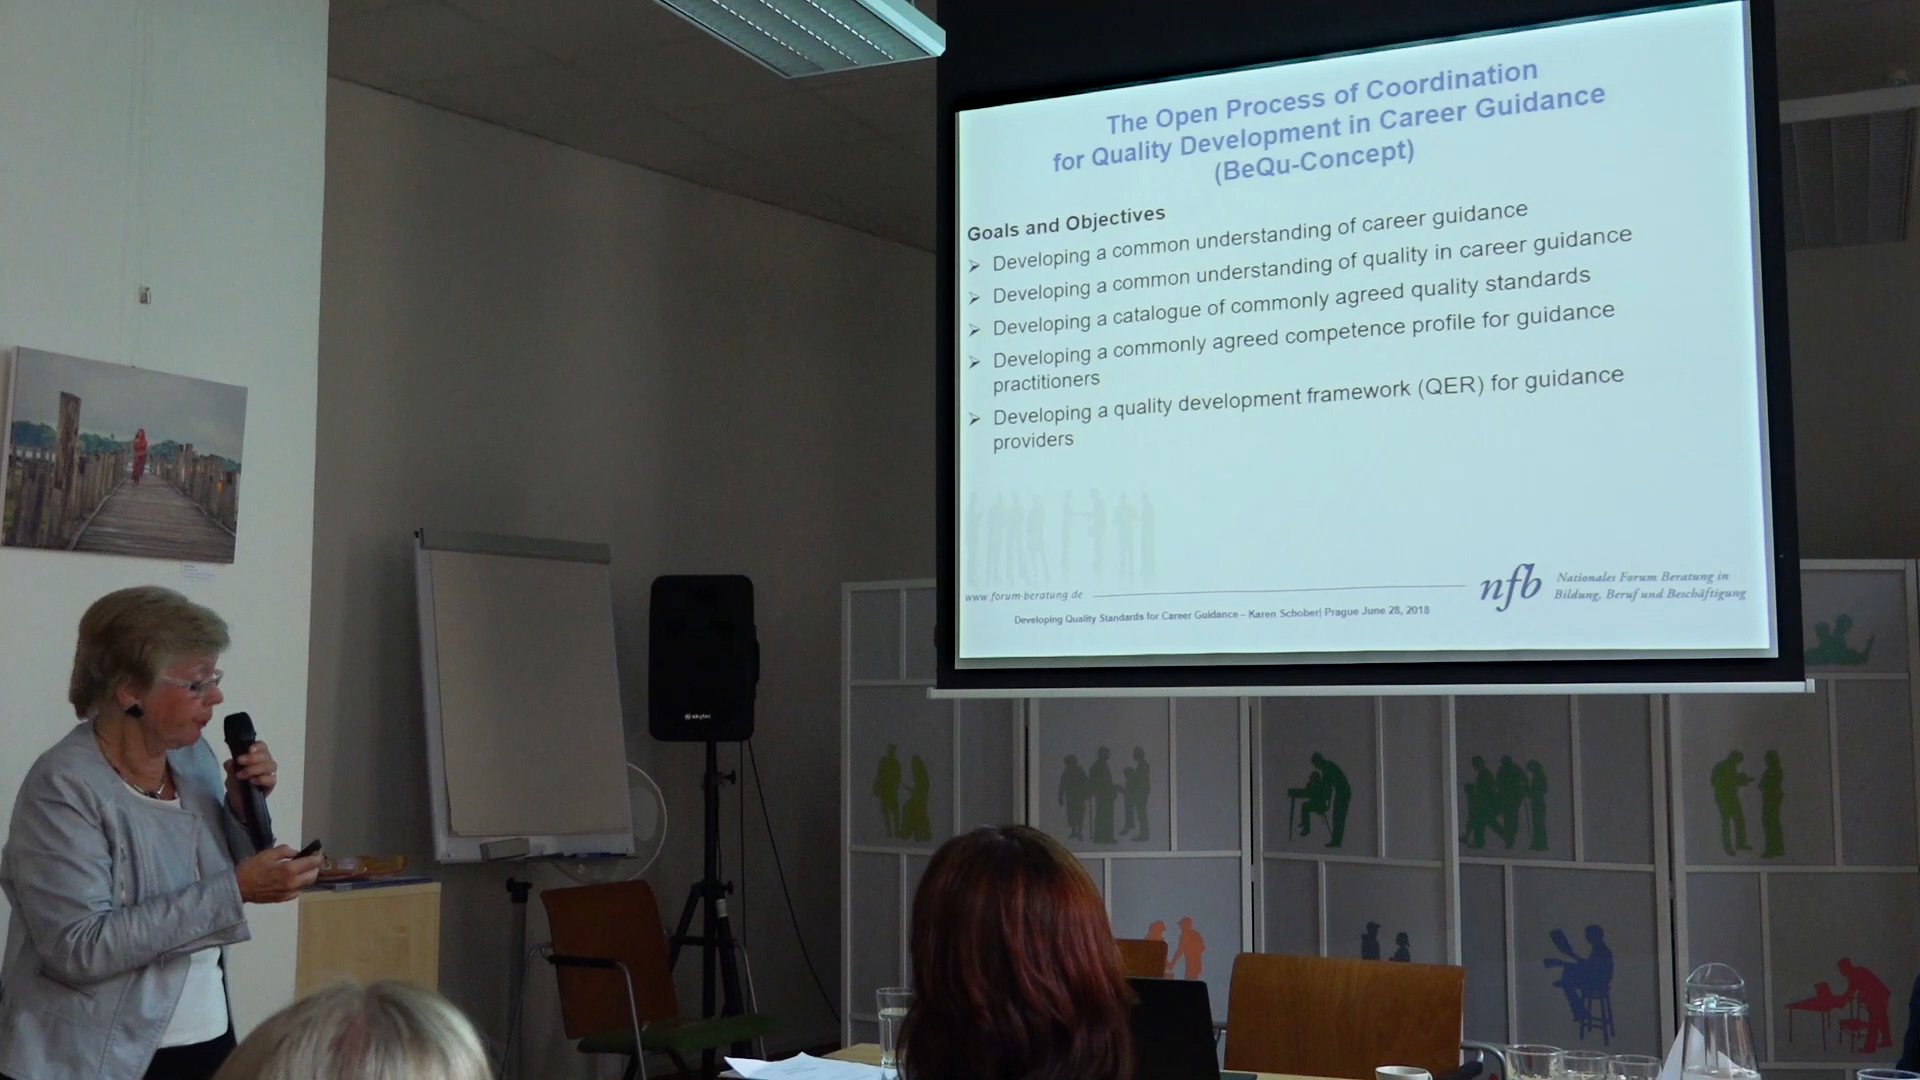 The Open Process of Coordination
for Quality Development in Career Guidance
(BeQu-Concept)
Goals and Objectives
➢ Developing a common understanding of career guidance
➢ Developing a common understanding of quality in career guidance
➢ Developing a catalogue of commonly agreed quality standards
➢ Developing a commonly agreed competence profile for guidance
practitioners
➢ Developing a quality development framework (QER) for guidance
providers
www.forum-beratung.de
nfb
Nationales Forum Beratung in
Bildung, Beruf und Beschäftigung
Developing Quality Standards for Career Guidance – Karen Schober| Prague June 28, 2018
skytec